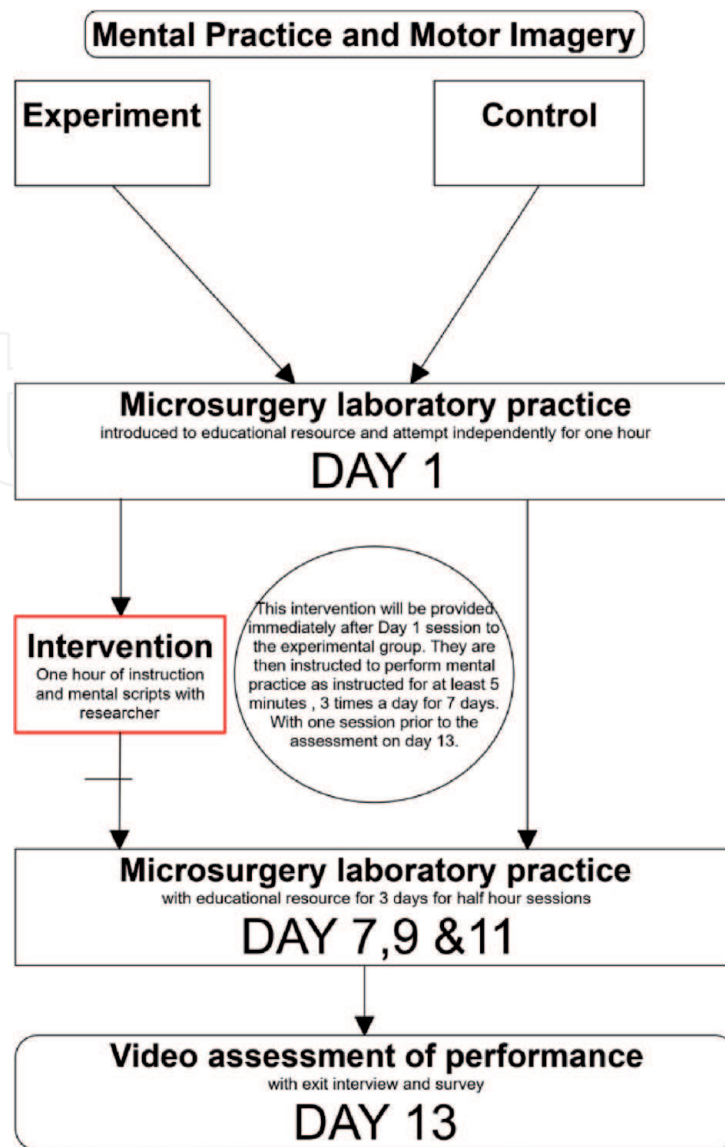 Mental Practice and Motor Imagery
Experiment
Control
Microsurgery laboratory practice
introduced to educational resource and attempt independently for one hour
DAY 1
Intervention
One hour of instruction
and mental scripts with
researcher
This intervention will be provided
immediately after Day 1 session to
the experimental group. They are
then instructed to perform mental
practice as instructed for at least 5
minutes , 3 times a day for 7 days.
With one session prior to the
assessment on day 13.
Microsurgery laboratory practice
with educational resource for 3 days for half hour sessions
DAY 7,9 &11
Video assessment of performance
with exit interview and survey
DAY 13